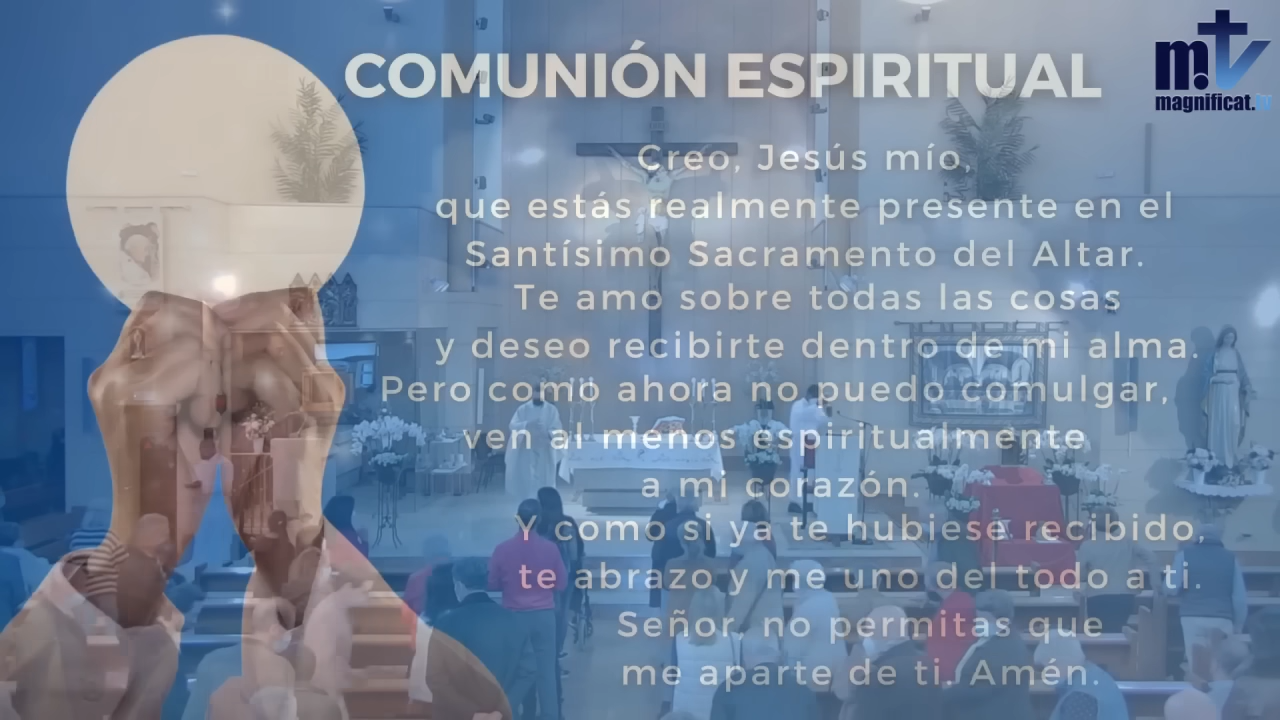 COMUNIÓN ESPIRITUAL
m.tv
magnificat.tv
Creo, Jesús mío,
que estás realmente presente en el
Santísimo Sacramento del Altar.
Te amo sobre todas las cosas
y deseo recibirte dentro de mi alma.
Pero como ahora no puedo comulgar,
ven al menos espiritualmente
a mi corazón.
Y como si ya te hubiese recibido,
te abrazo y me uno del todo a ti.
Señor, no permitas que
me aparte de ti. Amén.